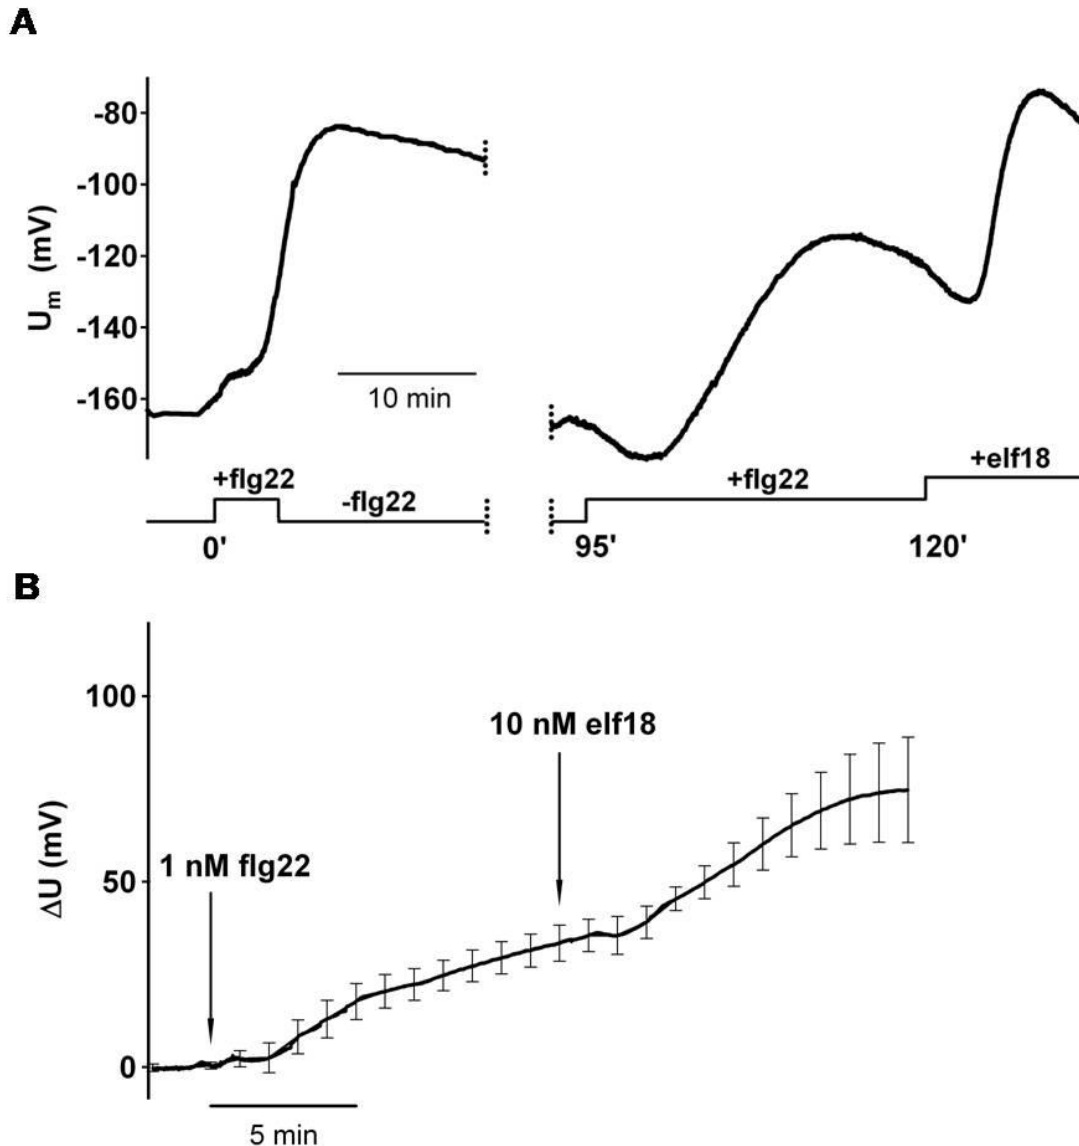 A
U_m (mV)
-80
-100
-120
-140
-160
10 min
+flg22
-flg22
+flg22
+elf18
0'
95'
120'
B
ΔU (mV)
100
50
0
10 nM elf18
1 nM flg22
5 min